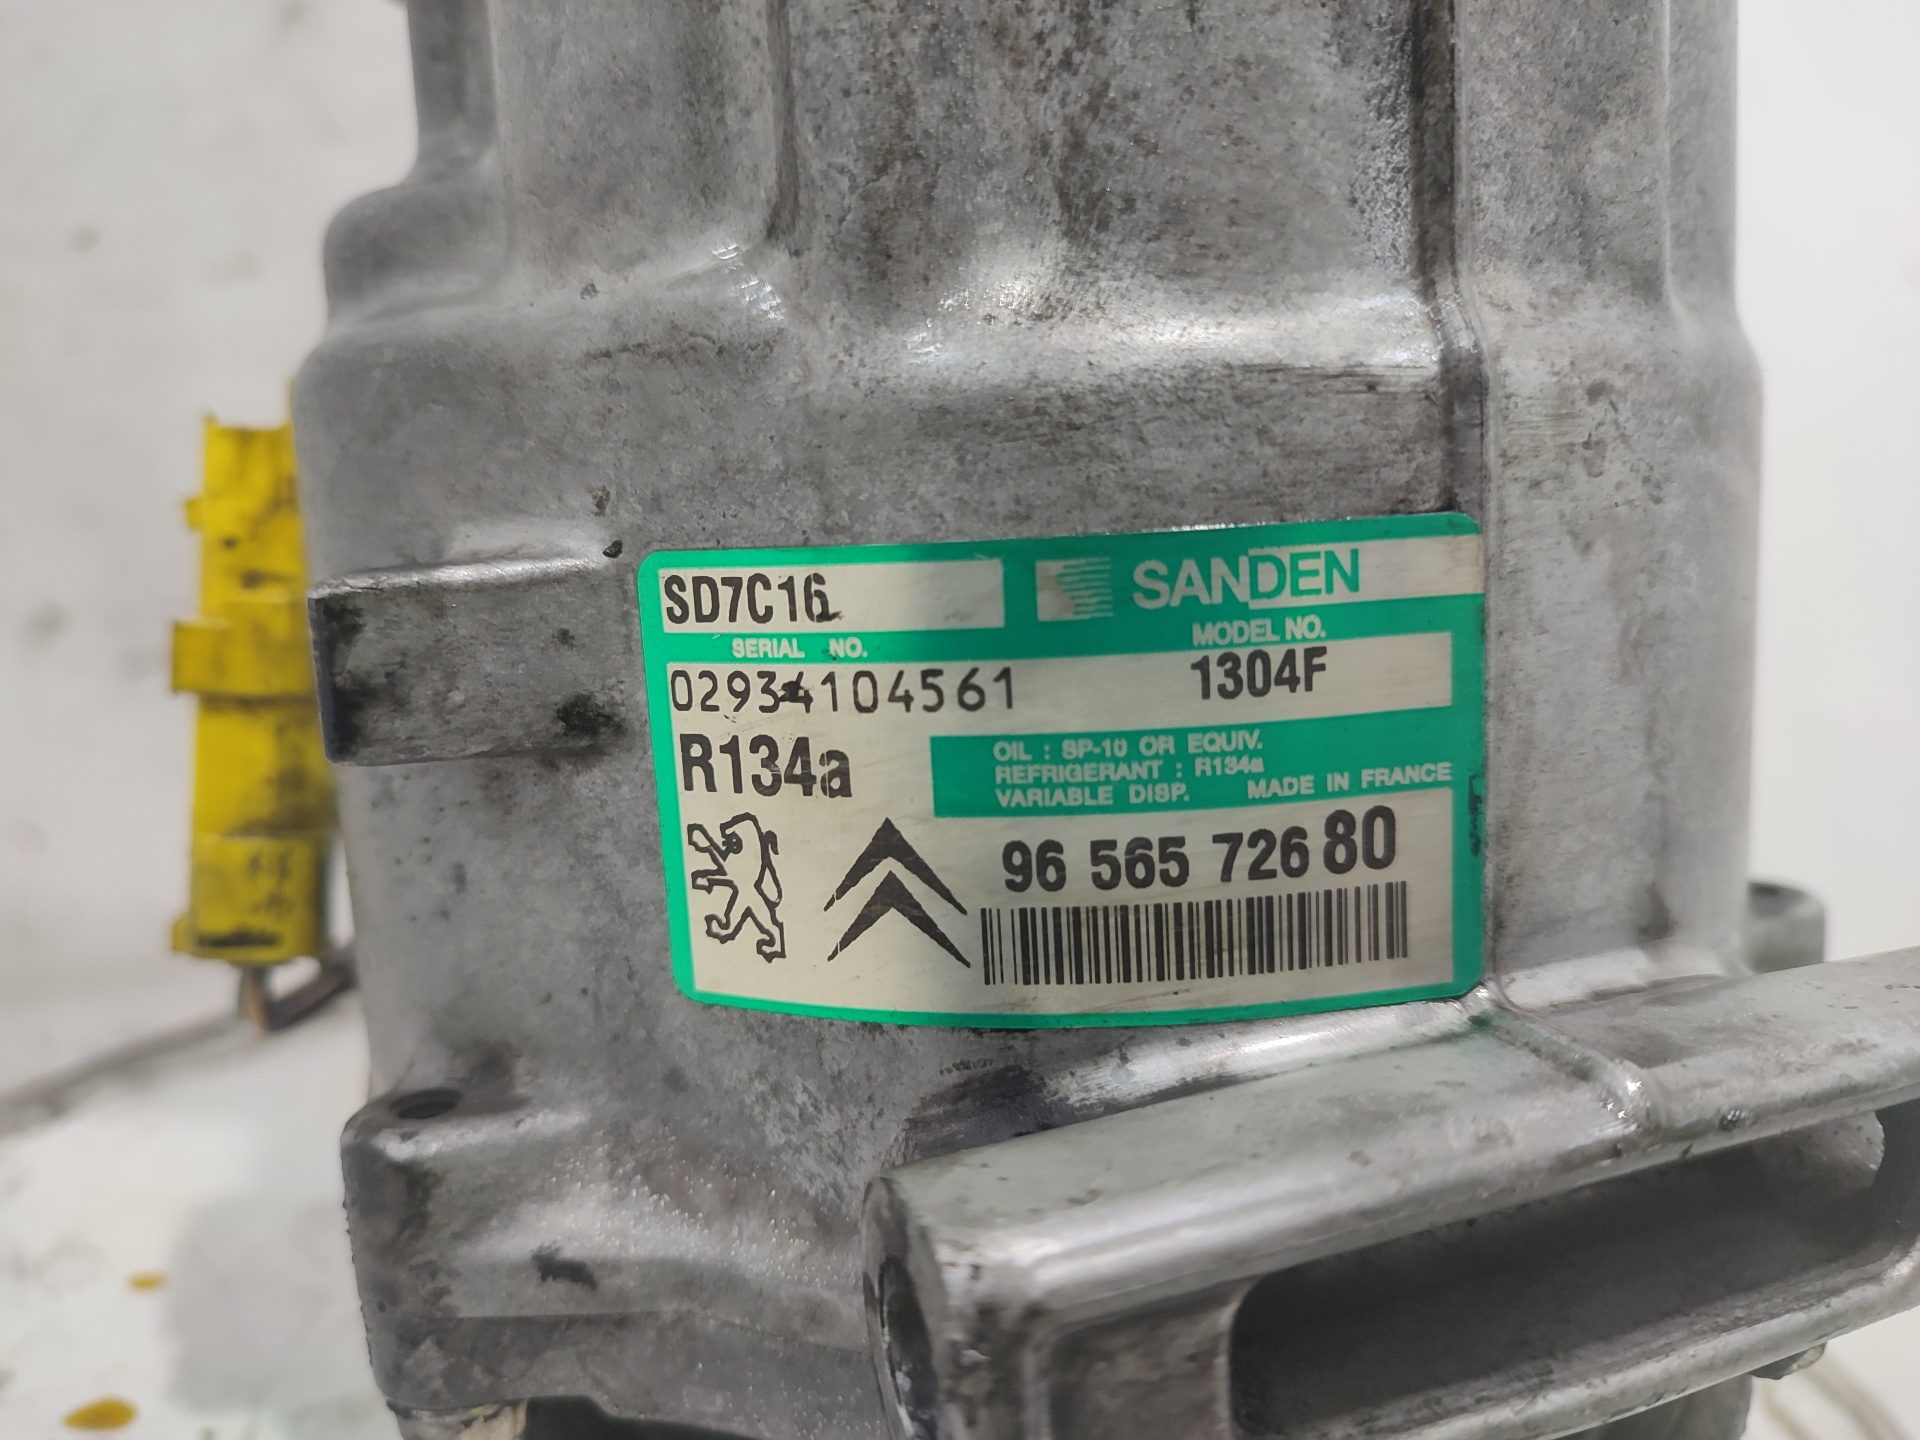 SD7C16
SANDEN
SERIAL NO.
MODEL NO.
02934104561
1304F
R134a
OIL : SP-10 OR EQUIV.
REFRIGERANT : R134a
VARIABLE DISP. MADE IN FRANCE
96 565 726 80